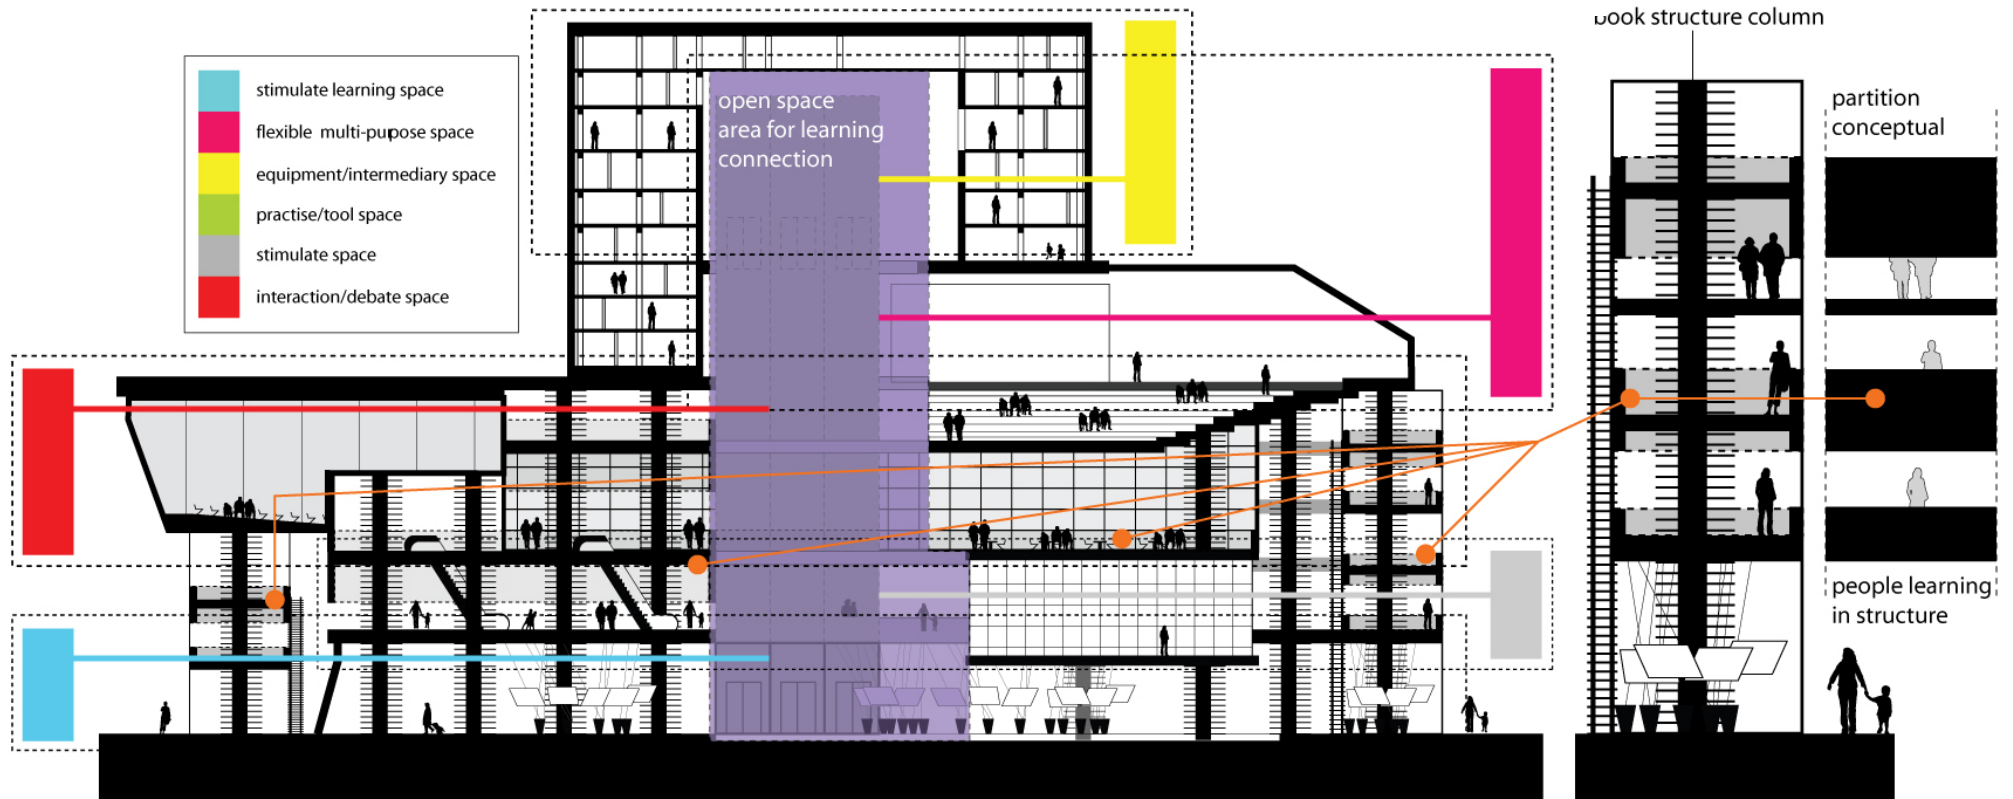 book structure column
stimulate learning space
flexible multi-purpose space
equipment/intermediary space
practise/tool space
stimulate space
interaction/debate space
open space
area for learning
connection
partition
conceptual
people learning
in structure